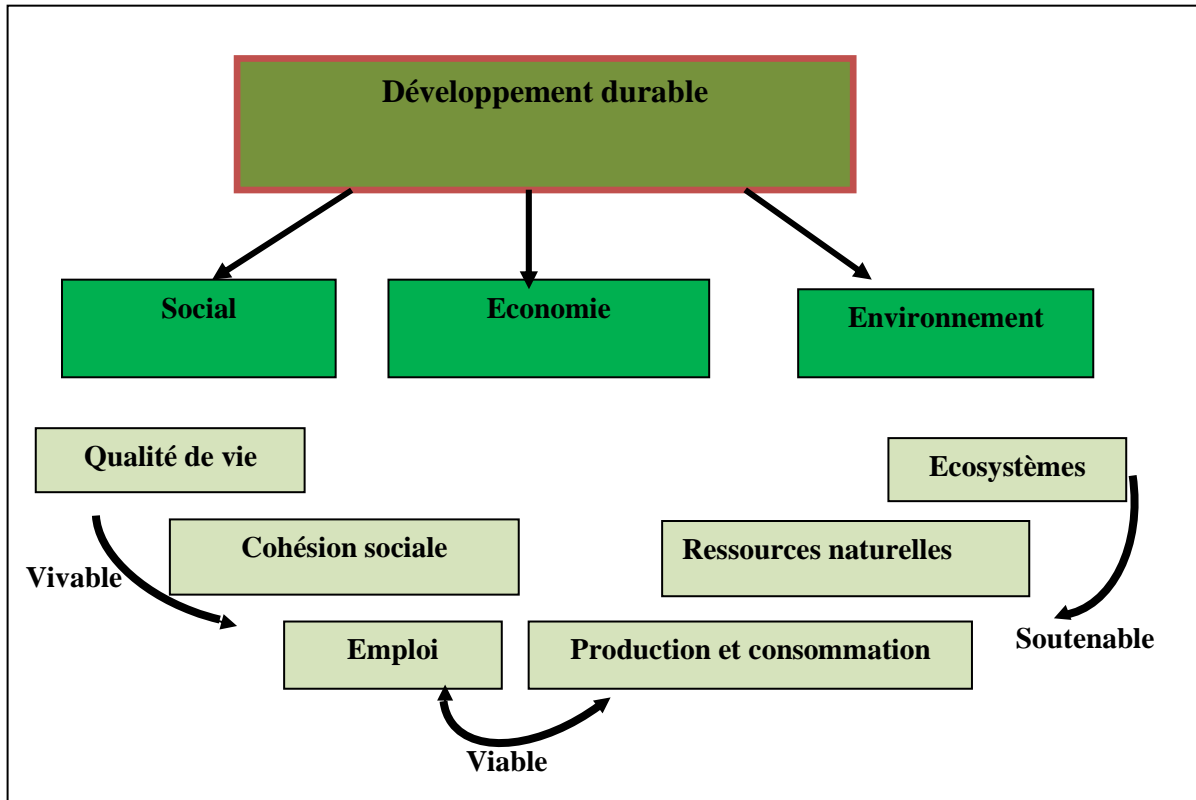 Développement durable
Social
Economie
Environnement
Qualité de vie
Ecosystèmes
Cohésion sociale
Ressources naturelles
Vivable
Emploi
Production et consommation
Soutenable
Viable